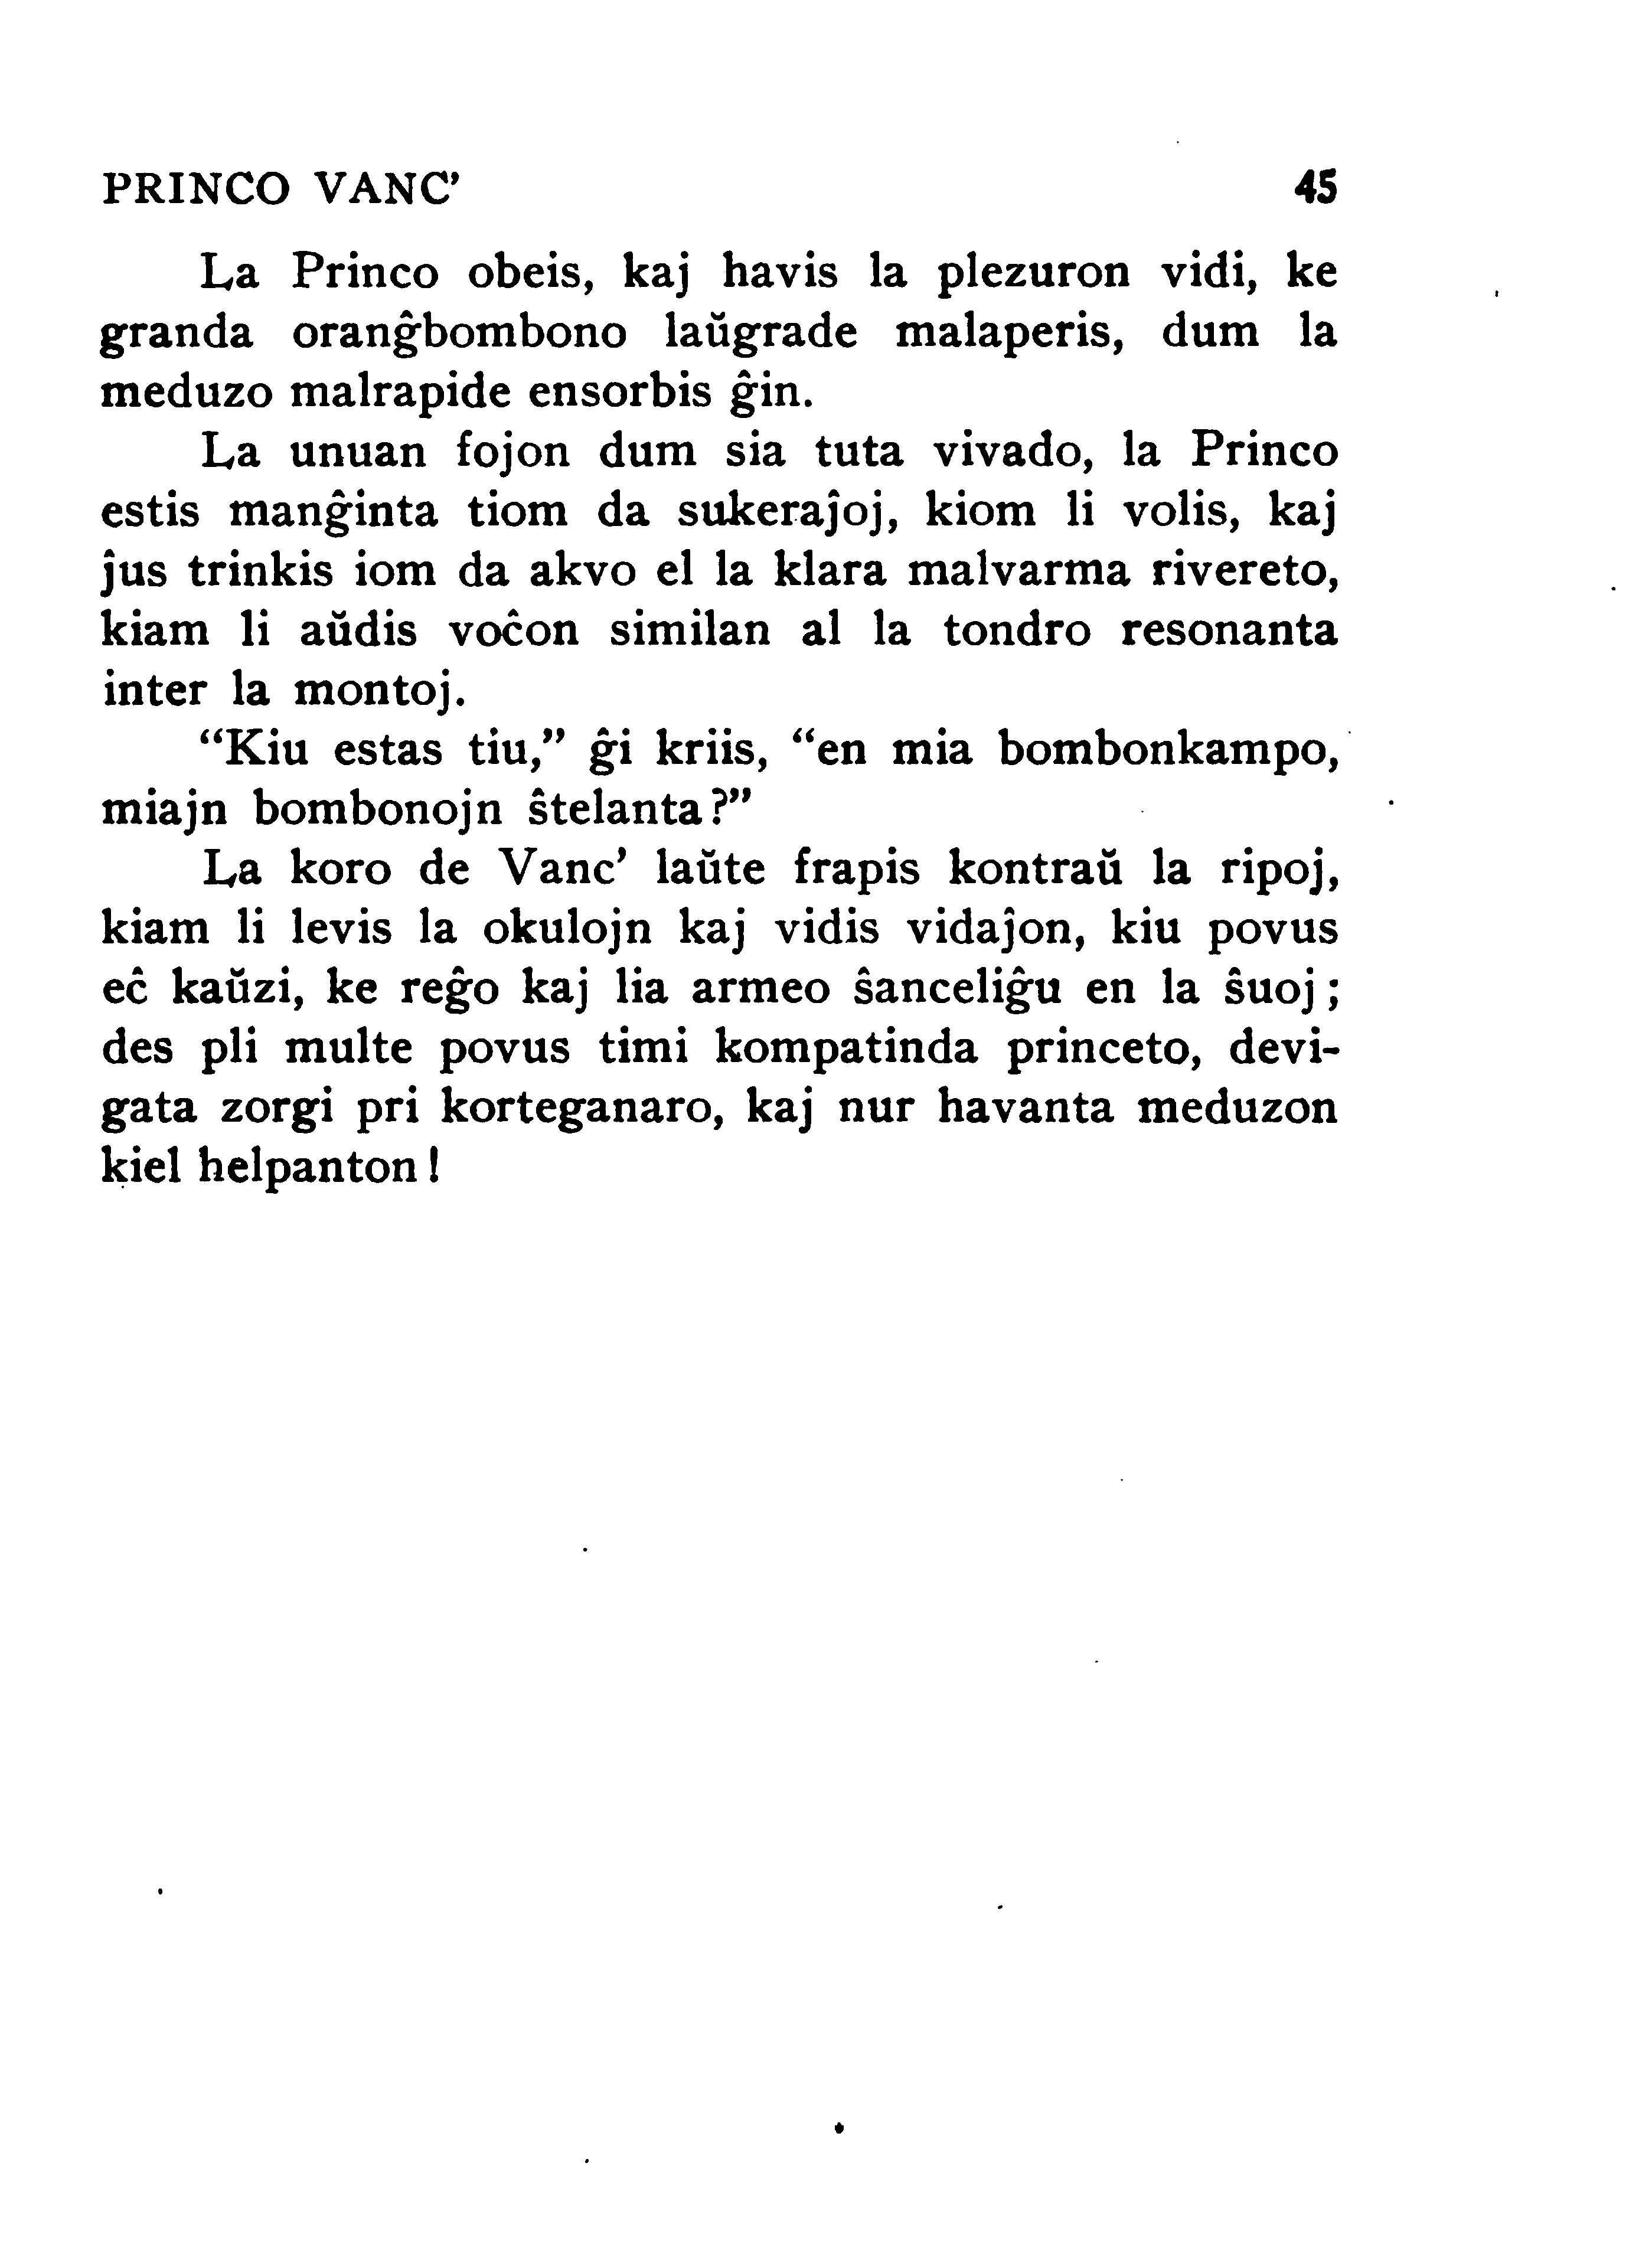 PRINCO VANC’ 45
La Princo obeis, kaj havis la plezuron vidi, ke
granda oranĝbombono laŭgrade malaperis, dum la
meduzo malrapide ensorbis ĝin.
La unuan fojon dum sia tuta vivado, la Princo
estis manĝinta tiom da sukeraĵoj, kiom li volis, kaj
ĵus trinkis iom da akvo el la klara malvarma rivereto,
kiam li aŭdis voĉon similan al la tondro resonanta
inter la montoj.
“Kiu estas tiu,” ĝi kriis, “en mia bombonkampo,
miajn bombonojn ŝtelanta?”
La koro de Vanc’ laŭte frapis kontraŭ la ripoj,
kiam li levis la okulojn kaj vidis vidaĵon, kiu povus
eĉ kaŭzi, ke reĝo kaj lia armeo ŝanceliĝu en la ŝuoj;
des pli multe povus timi kompatinda princeto, devi-
gata zorgi pri korteganaro, kaj nur havanta meduzon
kiel helpanton!